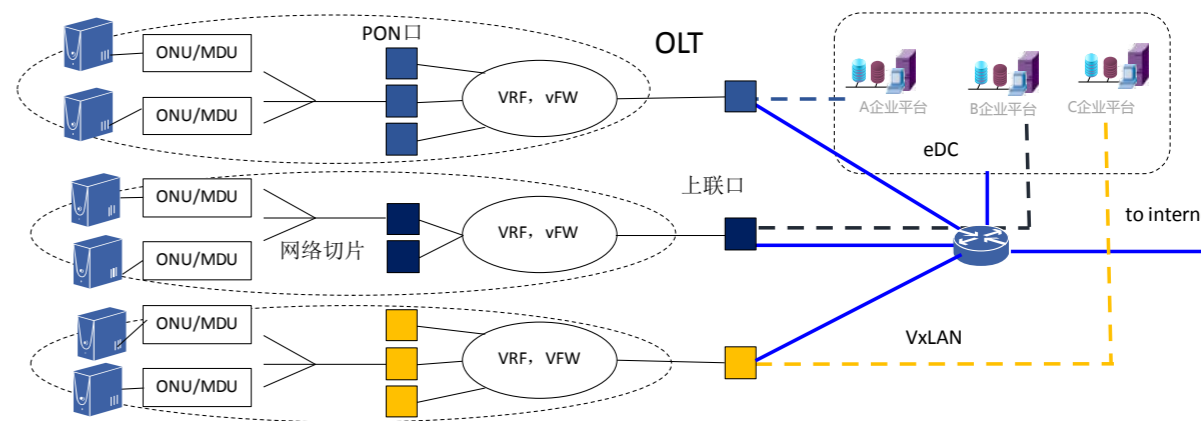 PON口
OLT
ONU/MDU
ONU/MDU
VRF，vFW
A企业平台
B企业平台
C企业平台
eDC
ONU/MDU
ONU/MDU
网络切片
VRF，vFW
上联口
to intern
ONU/MDU
ONU/MDU
VRF，VFW
VxLAN